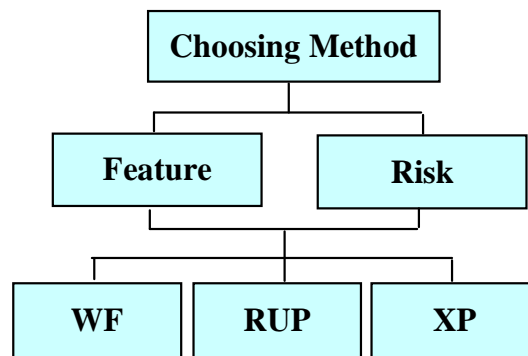 Choosing Method
Feature
Risk
WF
RUP
XP